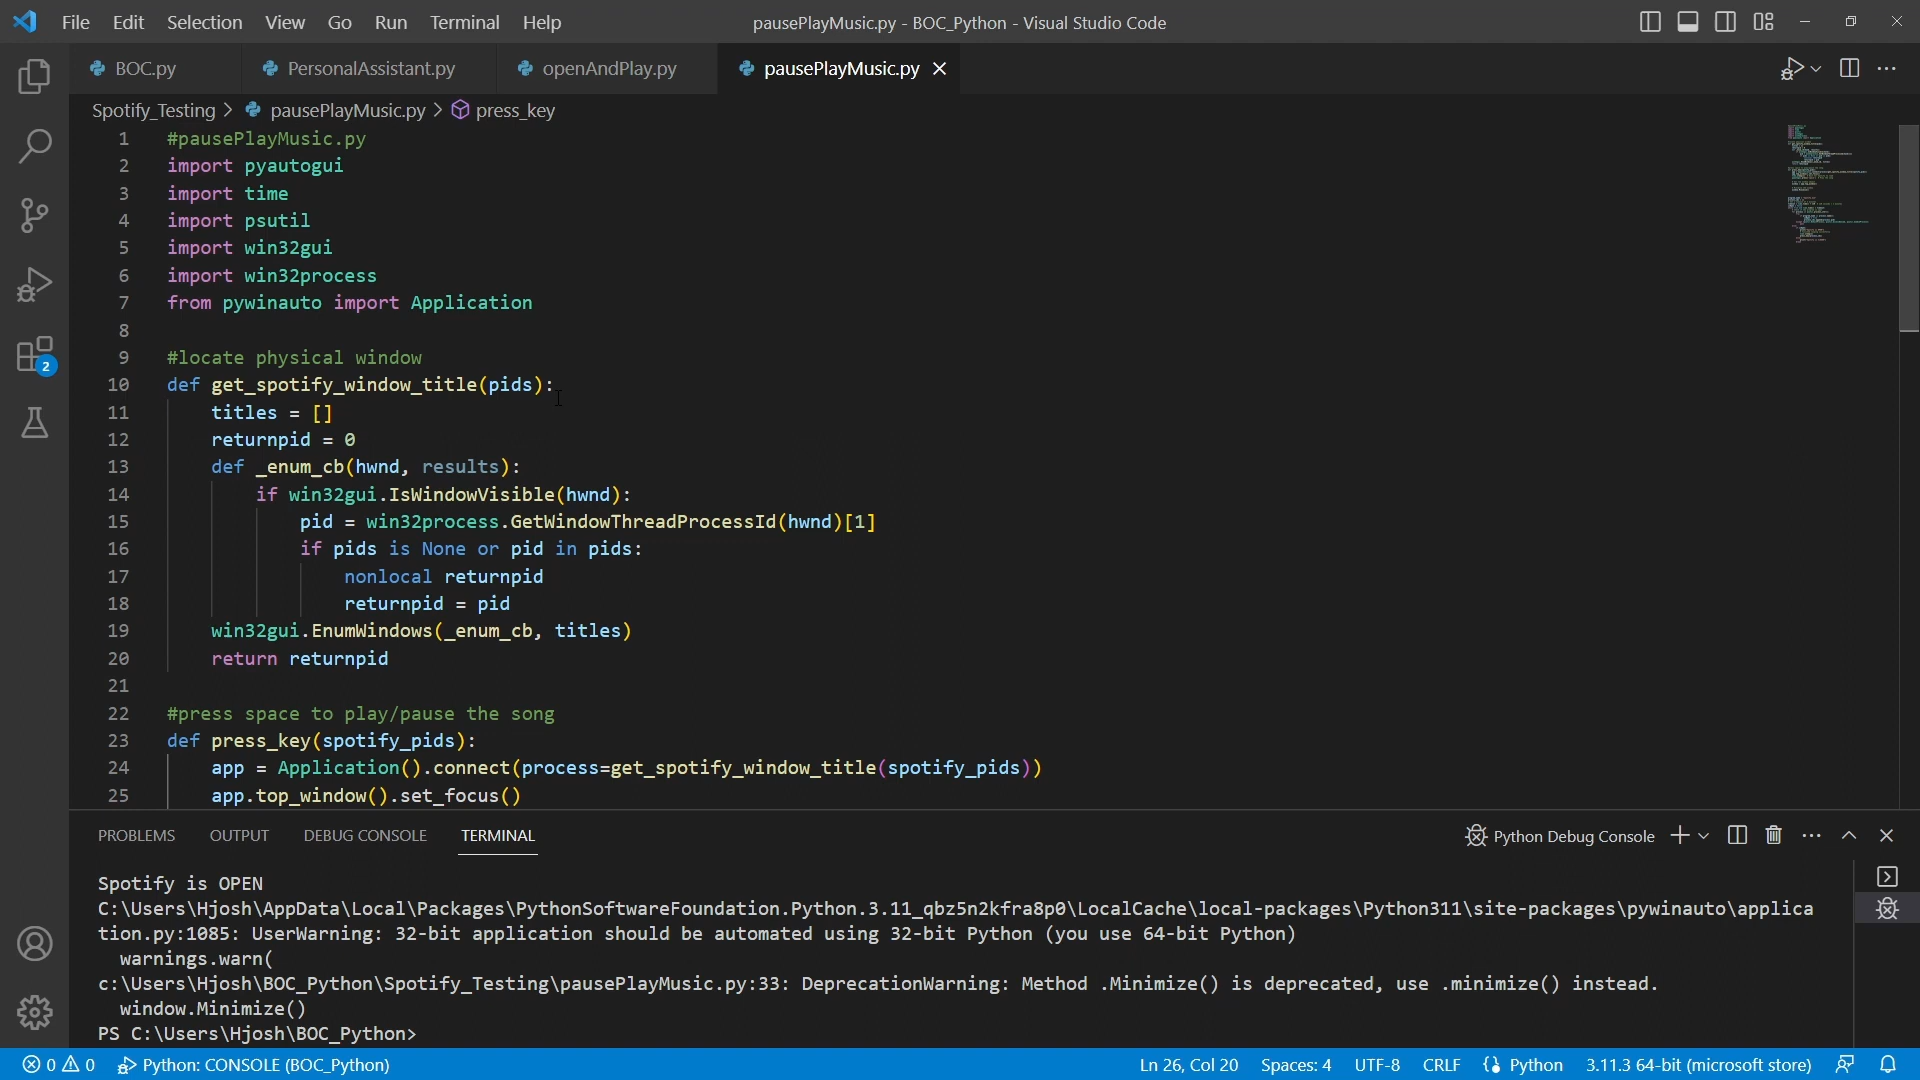 File Edit Selection View Go Run Terminal Help
pausePlayMusic.py - BOC_Python - Visual Studio Code
BOC.py PersonalAssistant.py openAndPlay.py pausePlayMusic.py
Spotify_Testing > pausePlayMusic.py > press_key
1 #pausePlayMusic.py
2 import pyautogui
3 import time
4 import psutil
5 import win32gui
6 import win32process
7 from pywinauto import Application
8
9 #locate physical window
10 def get_spotify_window_title(pids):
11     titles = []
12     returnpid = 0
13     def _enum_cb(hwnd, results):
14         if win32gui.IsWindowVisible(hwnd):
15             pid = win32process.GetWindowThreadProcessId(hwnd)[1]
16             if pids is None or pid in pids:
17                 nonlocal returnpid
18                 returnpid = pid
19     win32gui.EnumWindows(_enum_cb, titles)
20     return returnpid
21
22 #press space to play/pause the song
23 def press_key(spotify_pids):
24     app = Application().connect(process=get_spotify_window_title(spotify_pids))
25     app.top_window().set_focus()
2
PROBLEMS OUTPUT DEBUG CONSOLE TERMINAL
Python Debug Console
Spotify is OPEN
C:\Users\Hjosh\AppData\Local\Packages\PythonSoftwareFoundation.Python.3.11_qbz5n2kfra8p0\LocalCache\local-packages\Python311\site-packages\pywinauto\applica
tion.py:1085: UserWarning: 32-bit application should be automated using 32-bit Python (you use 64-bit Python)
  warnings.warn(
c:\Users\Hjosh\BOC_Python\Spotify_Testing\pausePlayMusic.py:33: DeprecationWarning: Method .Minimize() is deprecated, use .minimize() instead.
  window.Minimize()
PS C:\Users\Hjosh\BOC_Python>
0 0 Python: CONSOLE (BOC_Python)
Ln 26, Col 20 Spaces: 4 UTF-8 CRLF {} Python 3.11.3 64-bit (microsoft store)